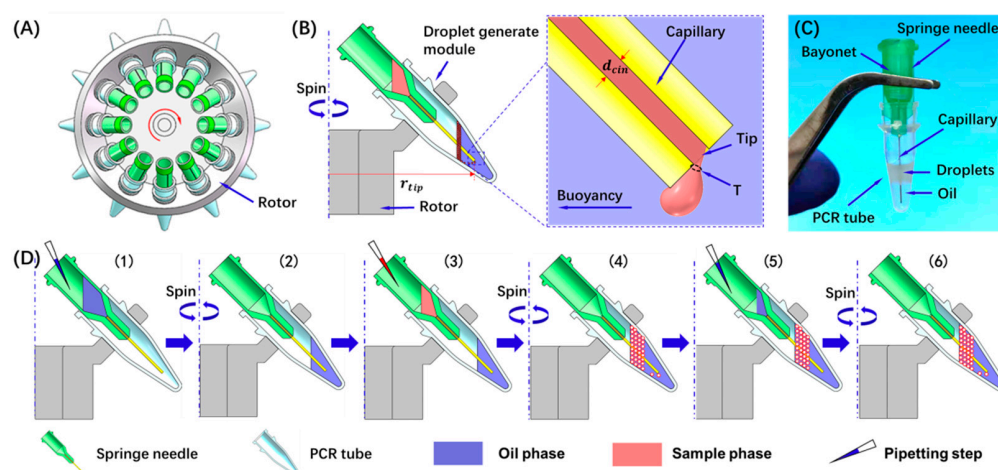 (A)
Rotor
(B)
Droplet generate
module
Spin
r_tip
Rotor
Capillary
d_cin
Tip
T
Buoyancy
(C)
Springe needle
Bayonet
Capillary
Droplets
Oil
PCR tube
(D)
(1)
(2)
(3)
(4)
(5)
(6)
Spin
Spin
Spin
Springe needle
PCR tube
Oil phase
Sample phase
Pipetting step